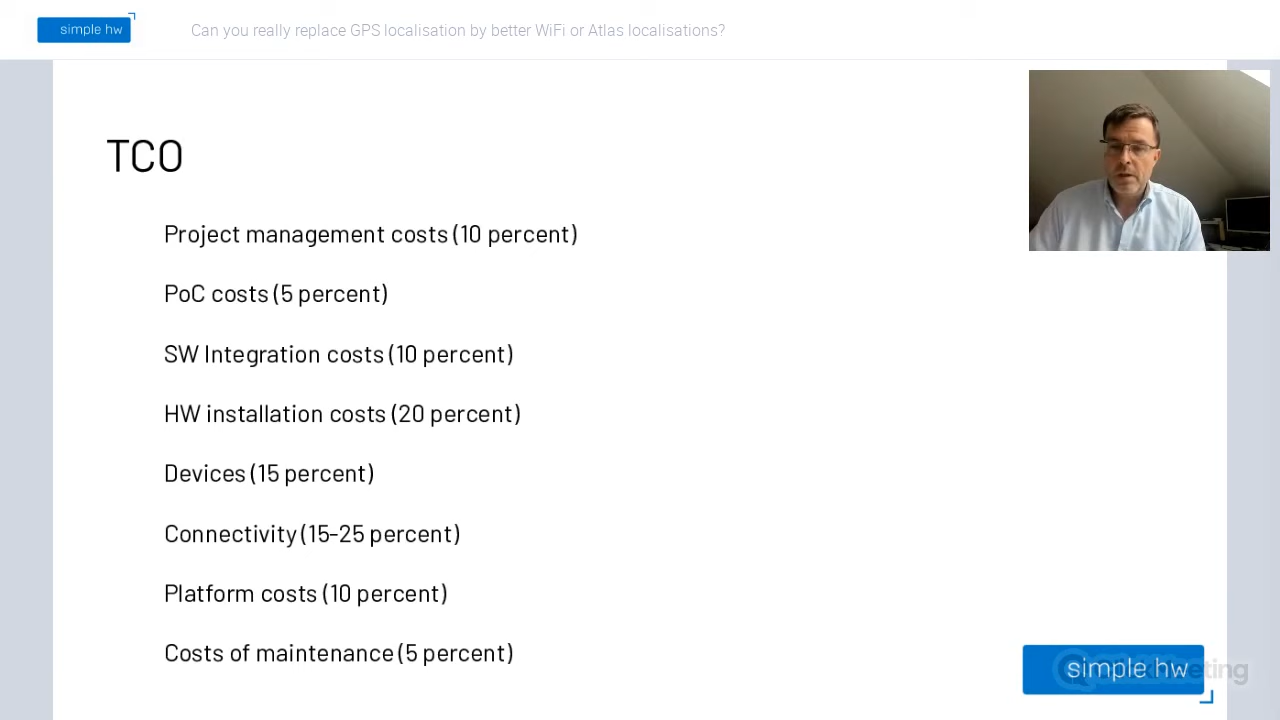 simple hw
Can you really replace GPS localisation by better WiFi or Atlas localisations?
TCO
Project management costs (10 percent)
PoC costs (5 percent)
SW Integration costs (10 percent)
HW installation costs (20 percent)
Devices (15 percent)
Connectivity (15-25 percent)
Platform costs (10 percent)
Costs of maintenance (5 percent)
simple hw